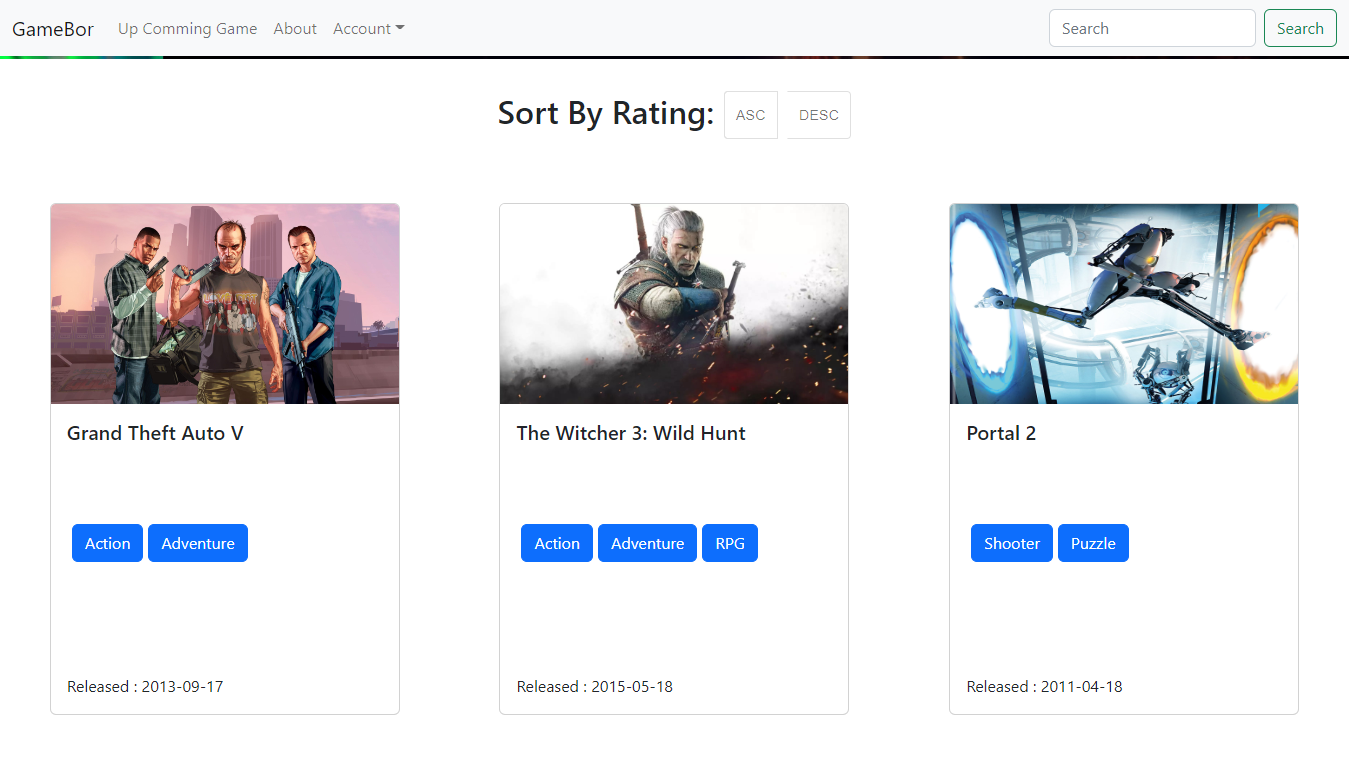 GameBor Up Comming Game About Account Search Search
Sort By Rating: ASC DESC
Grand Theft Auto V
Action Adventure
Released : 2013-09-17
The Witcher 3: Wild Hunt
Action Adventure RPG
Released : 2015-05-18
Portal 2
Shooter Puzzle
Released : 2011-04-18